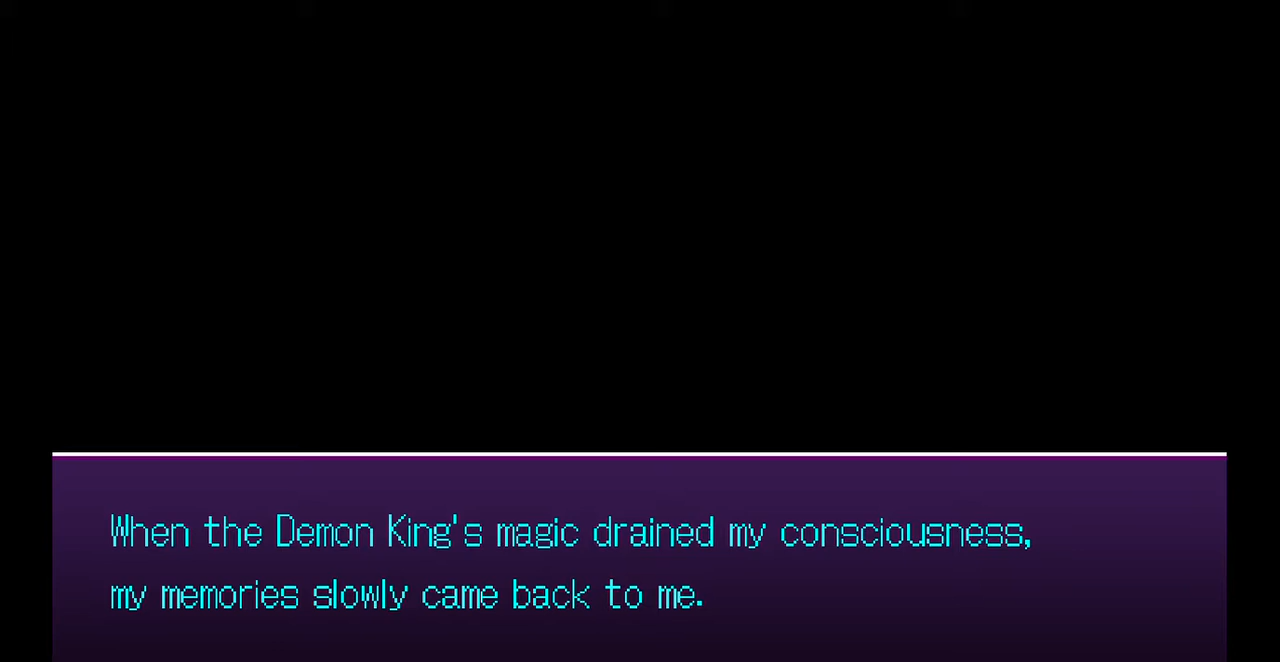 When the Demon King's magic drained my consciousness,
my memories slowly came back to me.